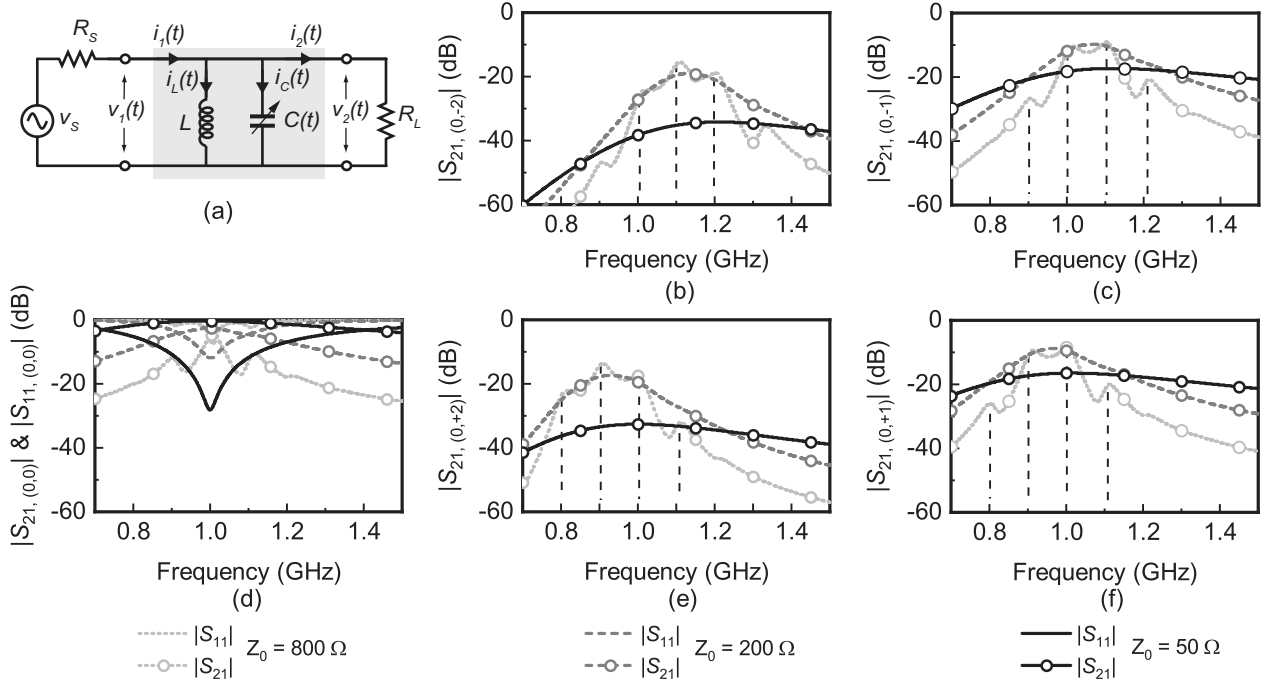 R_S
i_1(t)
i_2(t)
i_L(t)
i_C(t)
v_S
v_1(t)
L
C(t)
v_2(t)
R_L
(a)
|S_21, (0,-2)| (dB)
0
-20
-40
-60
0.8 1.0 1.2 1.4
Frequency (GHz)
(b)
|S_21, (0,-1)| (dB)
0
-20
-40
-60
0.8 1.0 1.2 1.4
Frequency (GHz)
(c)
|S_21, (0,0)| & |S_11, (0,0)| (dB)
0
-20
-40
-60
0.8 1.0 1.2 1.4
Frequency (GHz)
(d)
|S_21, (0,+2)| (dB)
0
-20
-40
-60
0.8 1.0 1.2 1.4
Frequency (GHz)
(e)
|S_21, (0,+1)| (dB)
0
-20
-40
-60
0.8 1.0 1.2 1.4
Frequency (GHz)
(f)
|S_11|
|S_21|
Z_0 = 800 Ω
|S_11|
|S_21|
Z_0 = 200 Ω
|S_11|
|S_21|
Z_0 = 50 Ω